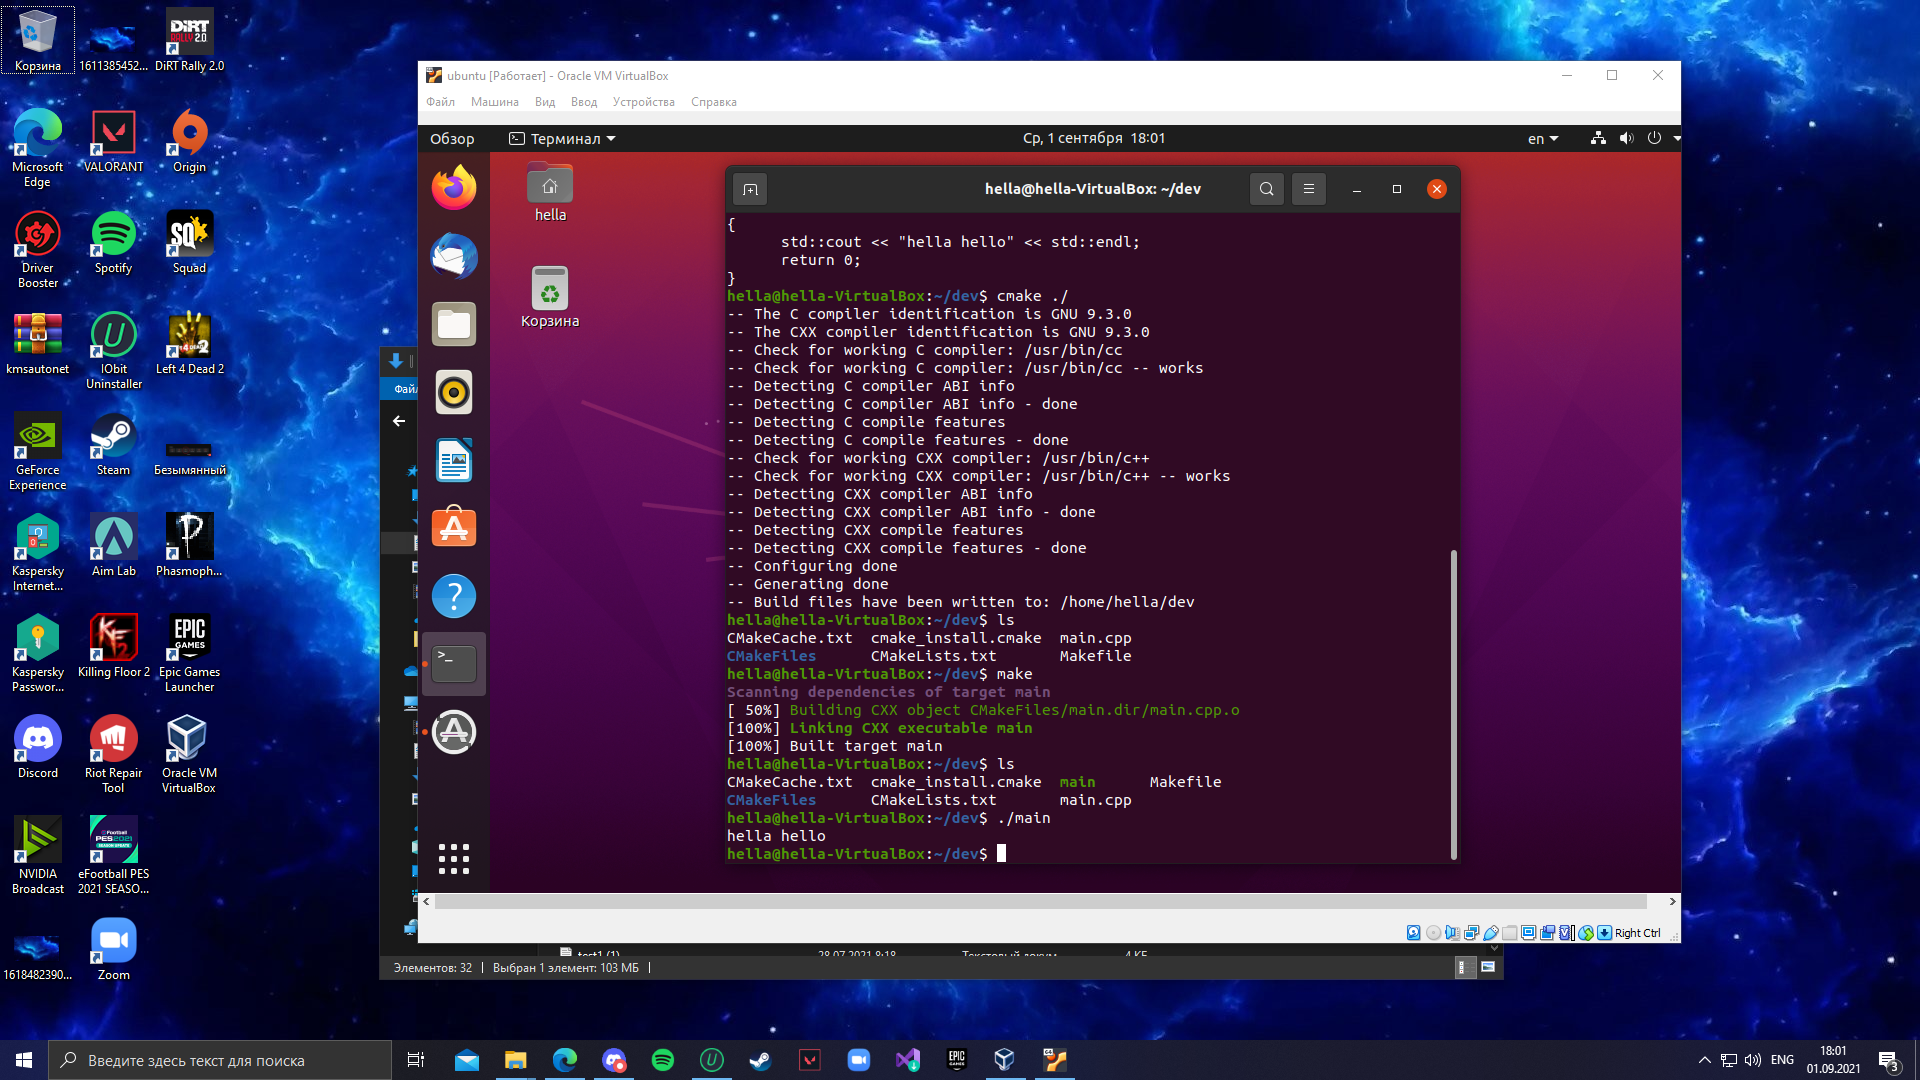 Корзина
1611385452...
DiRT Rally 2.0
Microsoft Edge
VALORANT
Origin
Driver Booster
Spotify
Squad
kmsautonet
IObit Uninstaller
Left 4 Dead 2
GeForce Experience
Steam
Безымянный
Kaspersky Internet...
Aim Lab
Phasmoph...
Kaspersky Passwor...
Killing Floor 2
Epic Games Launcher
Discord
Riot Repair Tool
Oracle VM VirtualBox
NVIDIA Broadcast
eFootball PES 2021 SEASO...
1618482390...
Zoom
ubuntu [Работает] - Oracle VM VirtualBox
Файл Машина Вид Ввод Устройства Справка
Обзор Терминал Ср, 1 сентября 18:01 en
hella
Корзина
hella@hella-VirtualBox: ~/dev
{
std::cout << "hella hello" << std::endl;
return 0;
}
hella@hella-VirtualBox:~/dev$ cmake ./
-- The C compiler identification is GNU 9.3.0
-- The CXX compiler identification is GNU 9.3.0
-- Check for working C compiler: /usr/bin/cc
-- Check for working C compiler: /usr/bin/cc -- works
-- Detecting C compiler ABI info
-- Detecting C compiler ABI info - done
-- Detecting C compile features
-- Detecting C compile features - done
-- Check for working CXX compiler: /usr/bin/c++
-- Check for working CXX compiler: /usr/bin/c++ -- works
-- Detecting CXX compiler ABI info
-- Detecting CXX compiler ABI info - done
-- Detecting CXX compile features
-- Detecting CXX compile features - done
-- Configuring done
-- Generating done
-- Build files have been written to: /home/hella/dev
hella@hella-VirtualBox:~/dev$ ls
CMakeCache.txt cmake_install.cmake main.cpp
CMakeFiles CMakeLists.txt Makefile
hella@hella-VirtualBox:~/dev$ make
Scanning dependencies of target main
[ 50%] Building CXX object CMakeFiles/main.dir/main.cpp.o
[100%] Linking CXX executable main
[100%] Built target main
hella@hella-VirtualBox:~/dev$ ls
CMakeCache.txt cmake_install.cmake main Makefile
CMakeFiles CMakeLists.txt main.cpp
hella@hella-VirtualBox:~/dev$ ./main
hella hello
hella@hella-VirtualBox:~/dev$
Right Ctrl
Элементов: 32 Выбран 1 элемент: 103 МБ
Введите здесь текст для поиска
ENG
18:01
01.09.2021
3